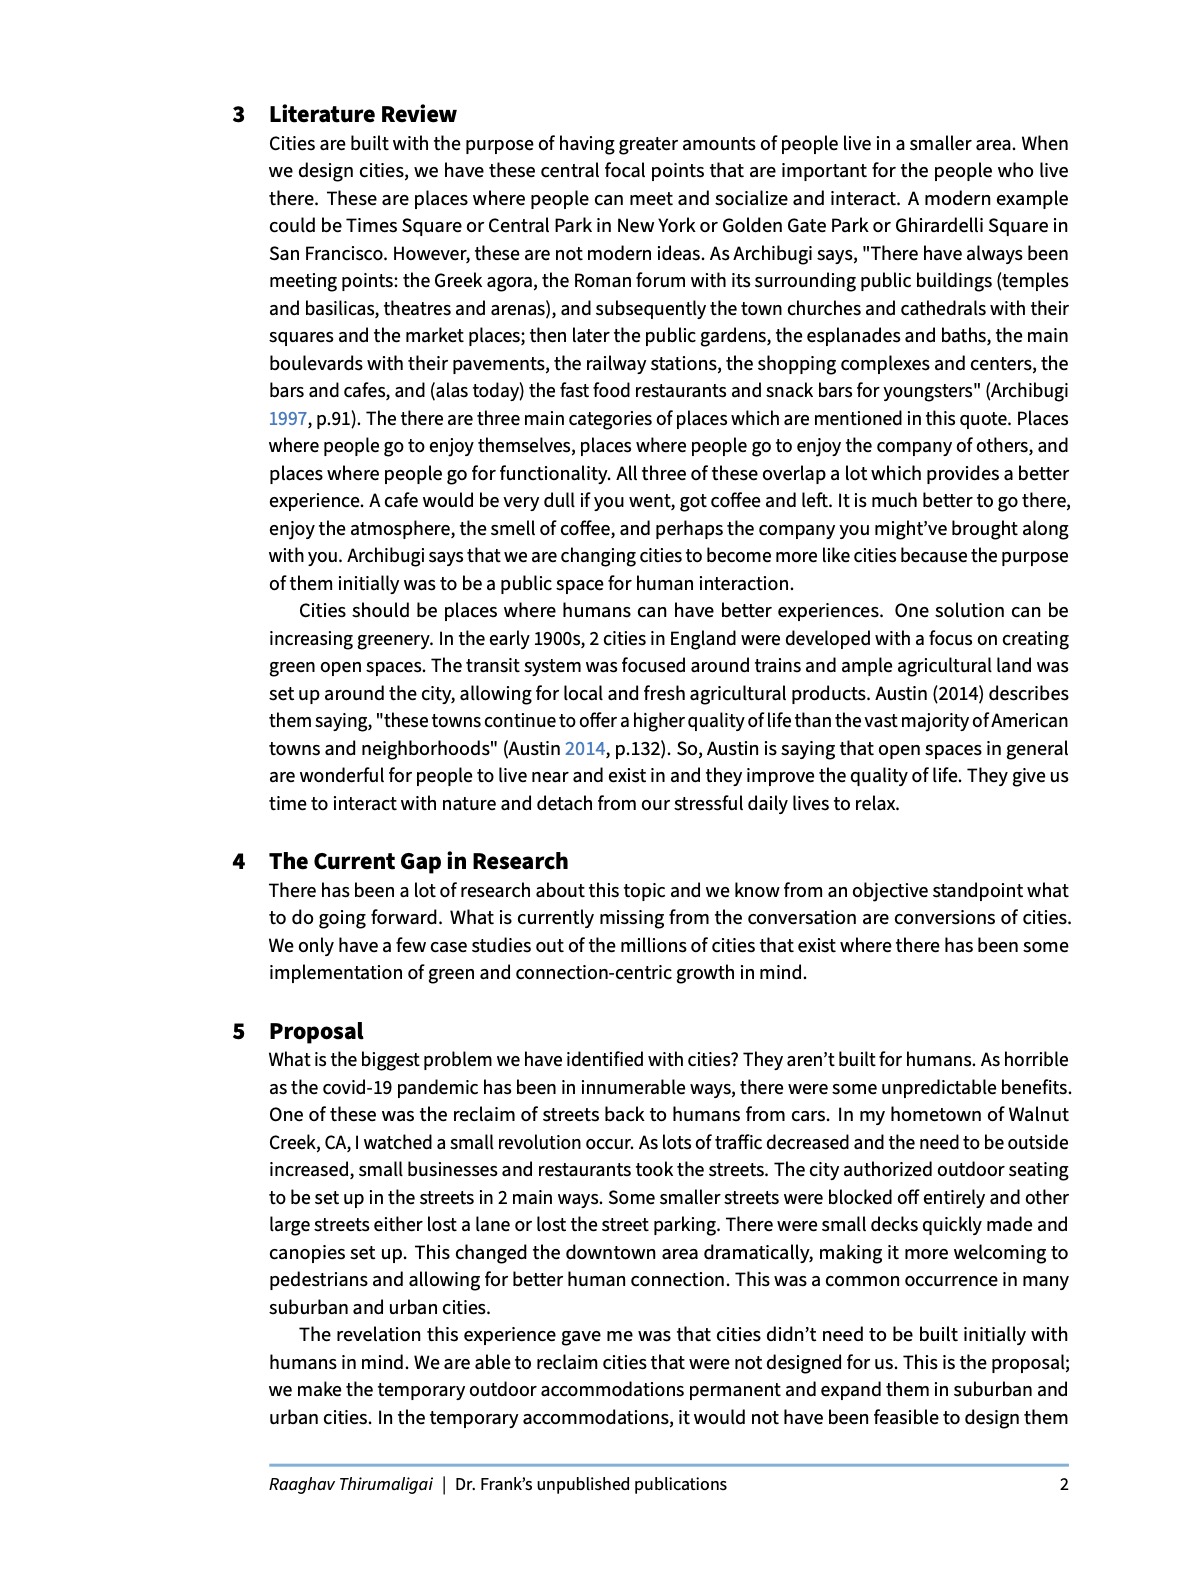 3 Literature Review
Cities are built with the purpose of having greater amounts of people live in a smaller area. When
we design cities, we have these central focal points that are important for the people who live
there. These are places where people can meet and socialize and interact. A modern example
could be Times Square or Central Park in New York or Golden Gate Park or Ghirardelli Square in
San Francisco. However, these are not modern ideas. As Archibugi says, "There have always been
meeting points: the Greek agora, the Roman forum with its surrounding public buildings (temples
and basilicas, theatres and arenas), and subsequently the town churches and cathedrals with their
squares and the market places; then later the public gardens, the esplanades and baths, the main
boulevards with their pavements, the railway stations, the shopping complexes and centers, the
bars and cafes, and (alas today) the fast food restaurants and snack bars for youngsters" (Archibugi
1997, p.91). The there are three main categories of places which are mentioned in this quote. Places
where people go to enjoy themselves, places where people go to enjoy the company of others, and
places where people go for functionality. All three of these overlap a lot which provides a better
experience. A cafe would be very dull if you went, got coffee and left. It is much better to go there,
enjoy the atmosphere, the smell of coffee, and perhaps the company you might've brought along
with you. Archibugi says that we are changing cities to become more like cities because the purpose
of them initially was to be a public space for human interaction.
Cities should be places where humans can have better experiences. One solution can be
increasing greenery. In the early 1900s, 2 cities in England were developed with a focus on creating
green open spaces. The transit system was focused around trains and ample agricultural land was
set up around the city, allowing for local and fresh agricultural products. Austin (2014) describes
them saying, "these towns continue to offer a higher quality of life than the vast majority of American
towns and neighborhoods" (Austin 2014, p.132). So, Austin is saying that open spaces in general
are wonderful for people to live near and exist in and they improve the quality of life. They give us
time to interact with nature and detach from our stressful daily lives to relax.
4 The Current Gap in Research
There has been a lot of research about this topic and we know from an objective standpoint what
to do going forward. What is currently missing from the conversation are conversions of cities.
We only have a few case studies out of the millions of cities that exist where there has been some
implementation of green and connection-centric growth in mind.
5 Proposal
What is the biggest problem we have identified with cities? They aren't built for humans. As horrible
as the covid-19 pandemic has been in innumerable ways, there were some unpredictable benefits.
One of these was the reclaim of streets back to humans from cars. In my hometown of Walnut
Creek, CA, I watched a small revolution occur. As lots of traffic decreased and the need to be outside
increased, small businesses and restaurants took the streets. The city authorized outdoor seating
to be set up in the streets in 2 main ways. Some smaller streets were blocked off entirely and other
large streets either lost a lane or lost the street parking. There were small decks quickly made and
canopies set up. This changed the downtown area dramatically, making it more welcoming to
pedestrians and allowing for better human connection. This was a common occurrence in many
suburban and urban cities.
The revelation this experience gave me was that cities didn't need to be built initially with
humans in mind. We are able to reclaim cities that were not designed for us. This is the proposal;
we make the temporary outdoor accommodations permanent and expand them in suburban and
urban cities. In the temporary accommodations, it would not have been feasible to design them
Raaghav Thirumaligai | Dr. Frank's unpublished publications 2